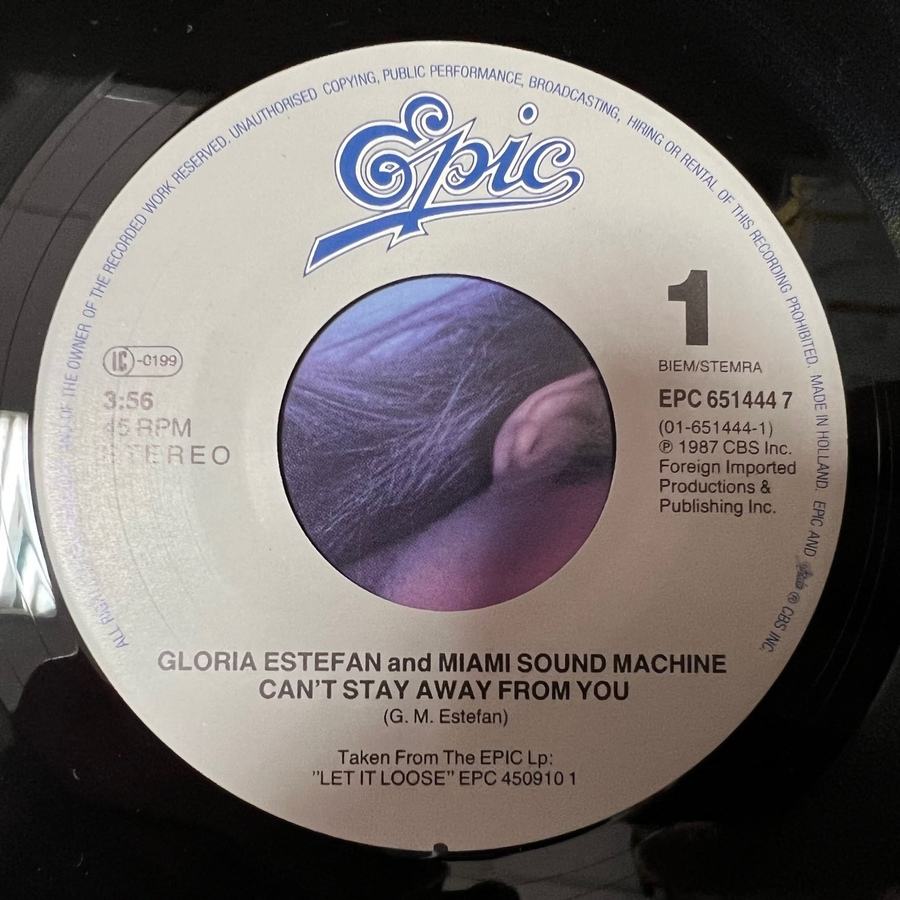 ALL OF THE OWNER OF THE RECORDED WORK RESERVED. UNAUTHORISED COPYING, PUBLIC PERFORMANCE, BROADCASTING, HIRING OR RENTAL OF THIS RECORDING PROHIBITED. MADE IN HOLLAND. EPIC AND Epic ® CBS INC.
Epic
1
BIEM/STEMRA
LC -0199
3:56
45 RPM
STEREO
EPC 651444 7
(01-651444-1)
℗ 1987 CBS Inc.
Foreign Imported
Productions &
Publishing Inc.
GLORIA ESTEFAN and MIAMI SOUND MACHINE
CAN'T STAY AWAY FROM YOU
(G. M. Estefan)
Taken From The EPIC Lp:
"LET IT LOOSE" EPC 450910 1